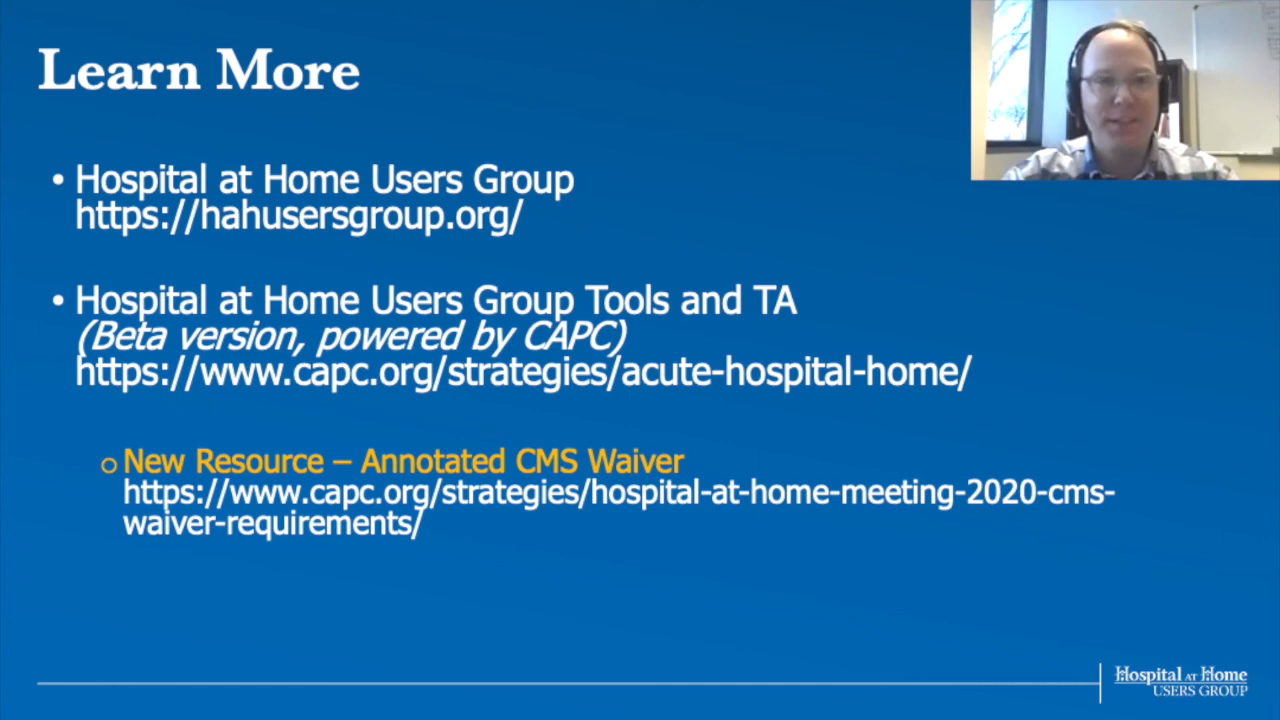 Learn More
• Hospital at Home Users Group
https://hahusersgroup.org/
• Hospital at Home Users Group Tools and TA
(Beta version, powered by CAPC)
https://www.capc.org/strategies/acute-hospital-home/
o New Resource – Annotated CMS Waiver
https://www.capc.org/strategies/hospital-at-home-meeting-2020-cms-
waiver-requirements/
Hospital at Home
USERS GROUP